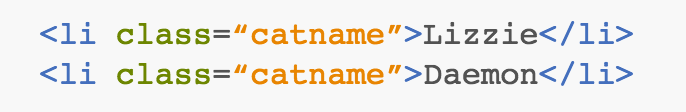 <li class=“catname”>Lizzie</li>
<li class=“catname”>Daemon</li>